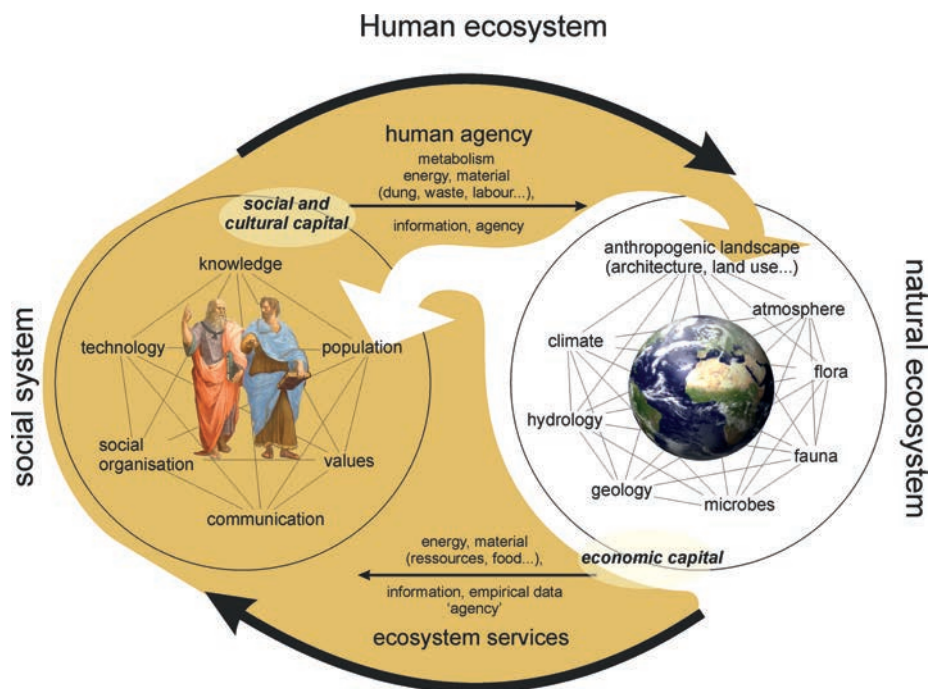 Human ecosystem
human agency
metabolism
energy, material
(dung, waste, labour...),
information, agency
social and
cultural capital
knowledge
technology
population
social
organisation
values
communication
social system
anthropogenic landscape
(architecture, land use...)
atmosphere
climate
flora
hydrology
fauna
geology
microbes
natural ecoosystem
economic capital
energy, material
(ressources, food...),
information, empirical data
'agency'
ecosystem services